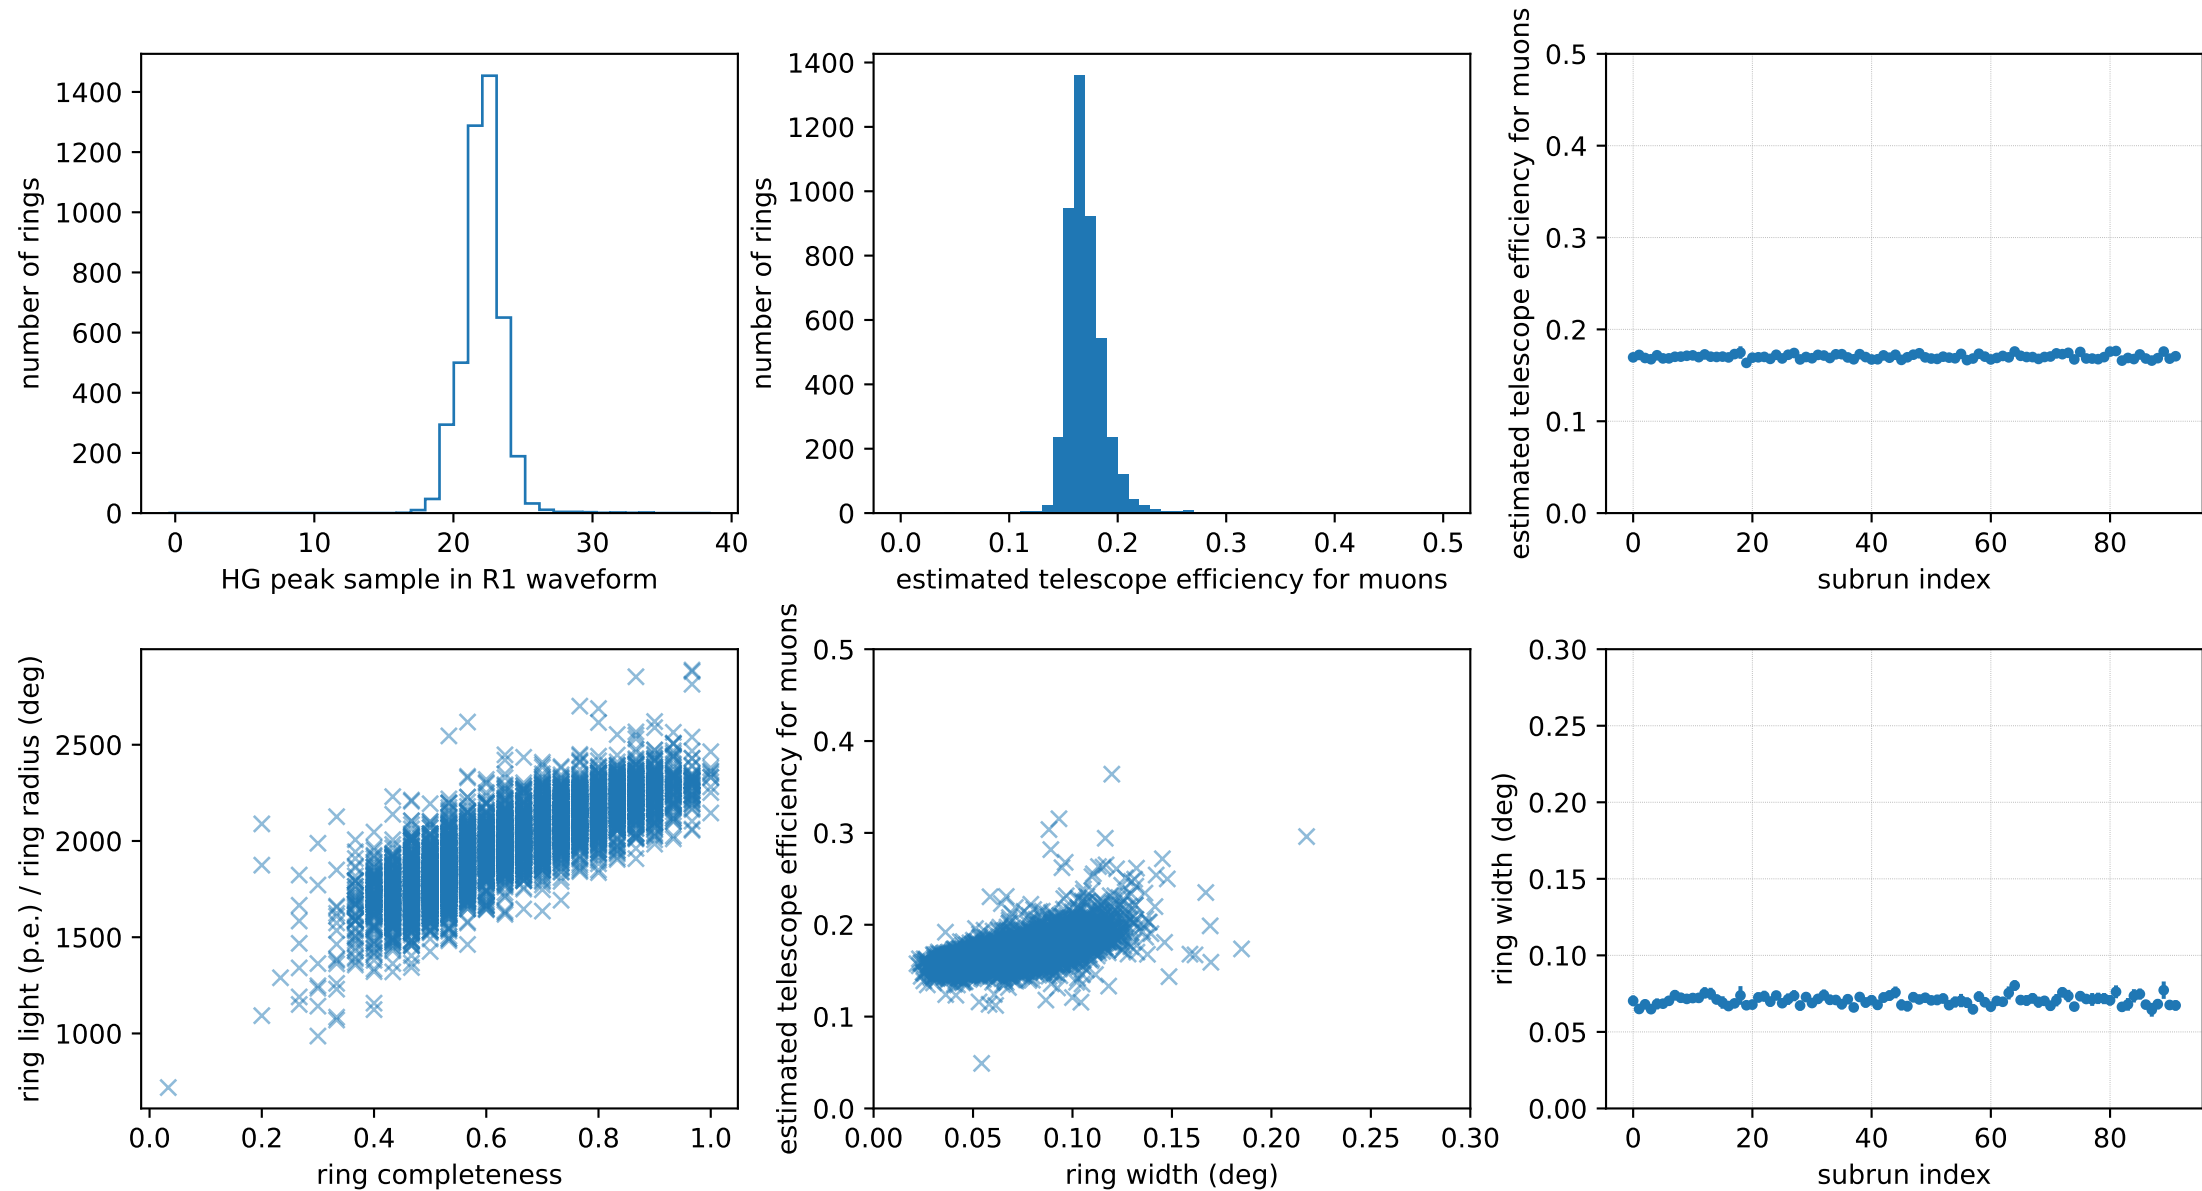 number of rings
1400
1200
1000
800
600
400
200
0
0 10 20 30 40
HG peak sample in R1 waveform
number of rings
1400
1200
1000
800
600
400
200
0
0.0 0.1 0.2 0.3 0.4 0.5
estimated telescope efficiency for muons
estimated telescope efficiency for muons
0.5
0.4
0.3
0.2
0.1
0.0
0 20 40 60 80
subrun index
ring light (p.e.) / ring radius (deg)
2500
2000
1500
1000
0.0 0.2 0.4 0.6 0.8 1.0
ring completeness
estimated telescope efficiency for muons
0.5
0.4
0.3
0.2
0.1
0.0
0.00 0.05 0.10 0.15 0.20 0.25 0.30
ring width (deg)
ring width (deg)
0.30
0.25
0.20
0.15
0.10
0.05
0.00
0 20 40 60 80
subrun index